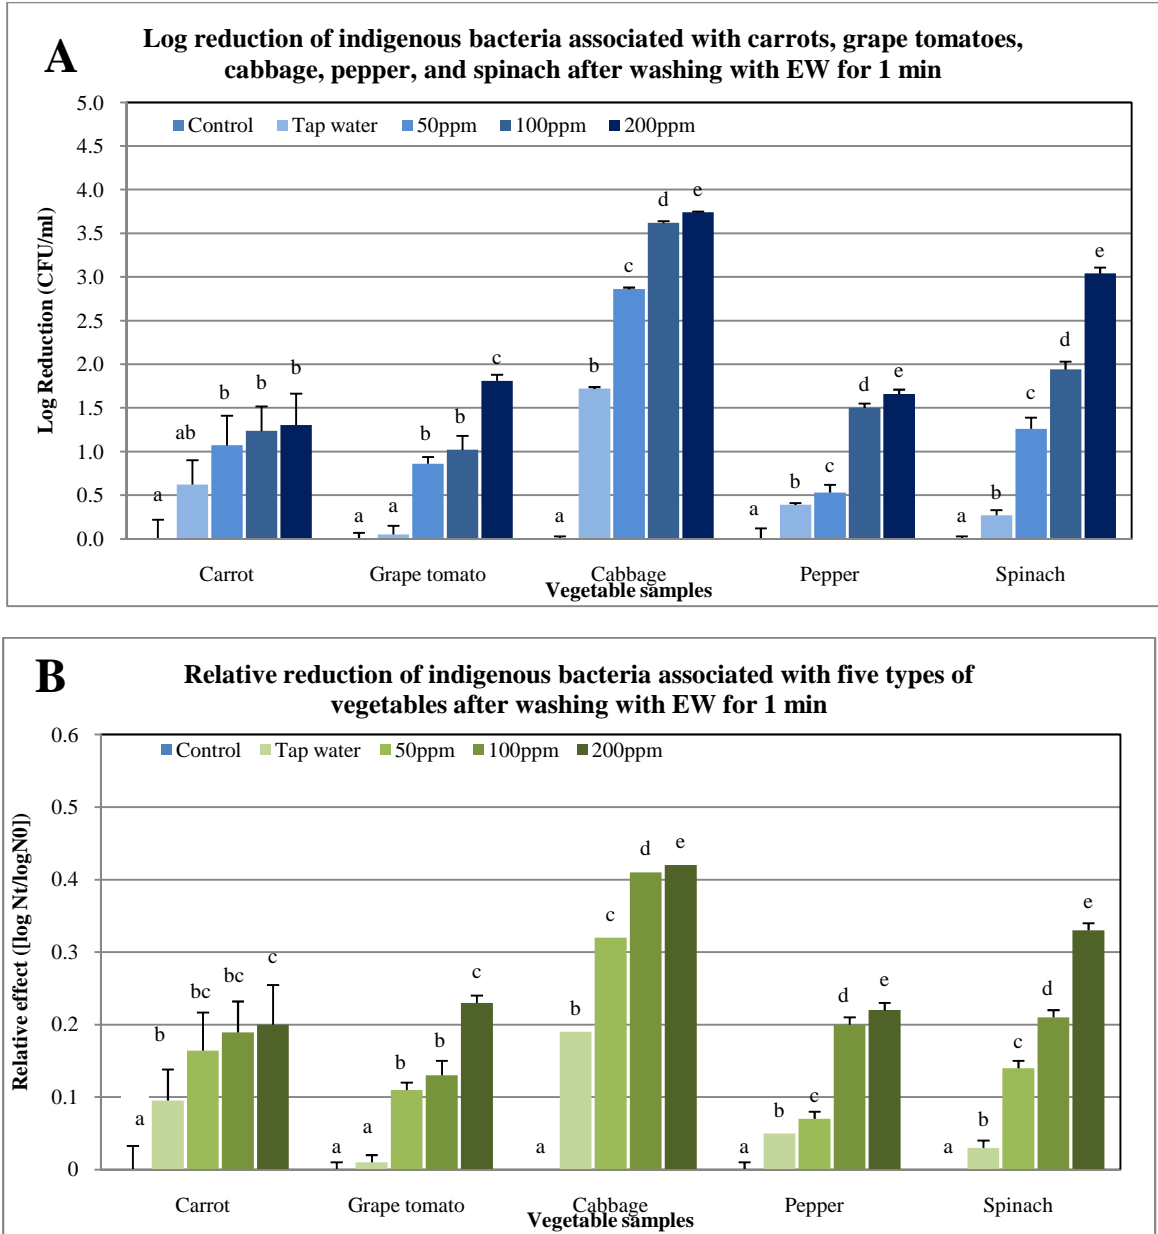 A
Log reduction of indigenous bacteria associated with carrots, grape tomatoes,
cabbage, pepper, and spinach after washing with EW for 1 min
Control Tap water 50ppm 100ppm 200ppm
Log Reduction (CFU/ml)
5.0
4.5
4.0
3.5
3.0
2.5
2.0
1.5
1.0
0.5
0.0
a ab b b b
a a b b c
a b c d e
a b c d e
a b c d e
Carrot Grape tomato Cabbage Pepper Spinach
Vegetable samples
B
Relative reduction of indigenous bacteria associated with five types of
vegetables after washing with EW for 1 min
Control Tap water 50ppm 100ppm 200ppm
Relative effect ([log Nt/logN0])
0.6
0.5
0.4
0.3
0.2
0.1
0
a b bc bc c
a a b b c
a b c d e
a b c d e
a b c d e
Carrot Grape tomato Cabbage Pepper Spinach
Vegetable samples